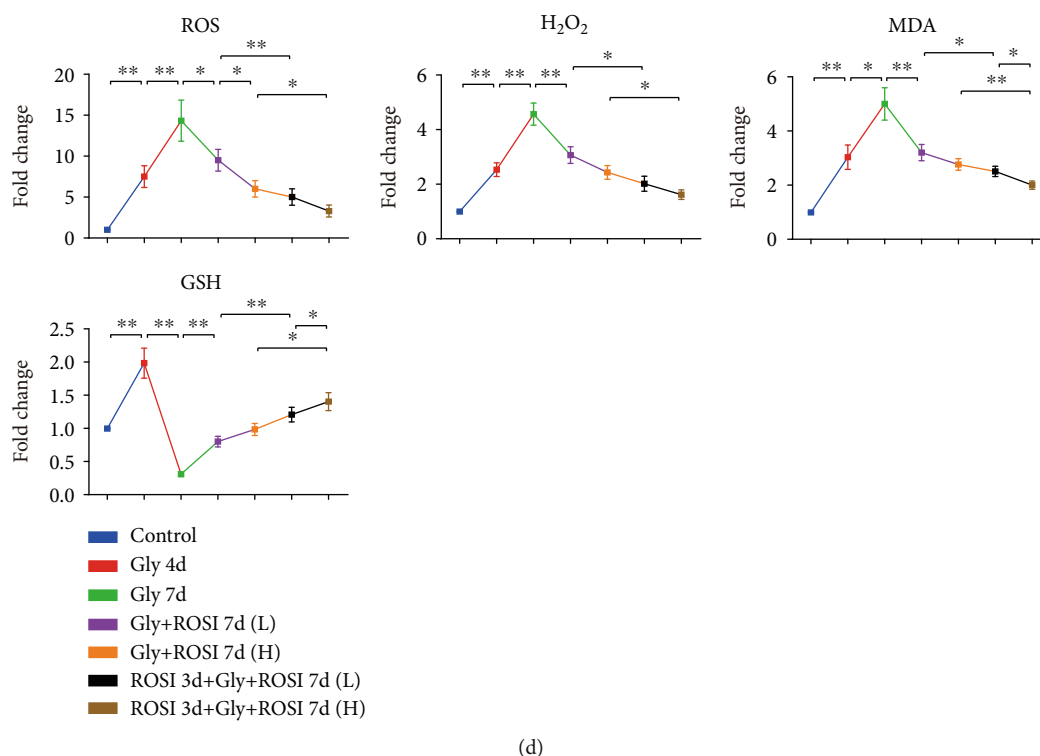 ROS
** ** * * ** *
Fold change
20
15
10
5
0
H₂O₂
** ** ** * *
6
4
2
0
MDA
** * ** * * **
Fold change
6
4
2
0
GSH
** ** ** ** * *
Fold change
2.5
2.0
1.5
1.0
0.5
0.0
Fold change
Control
Gly 4d
Gly 7d
Gly+ROSI 7d (L)
Gly+ROSI 7d (H)
ROSI 3d+Gly+ROSI 7d (L)
ROSI 3d+Gly+ROSI 7d (H)
(d)